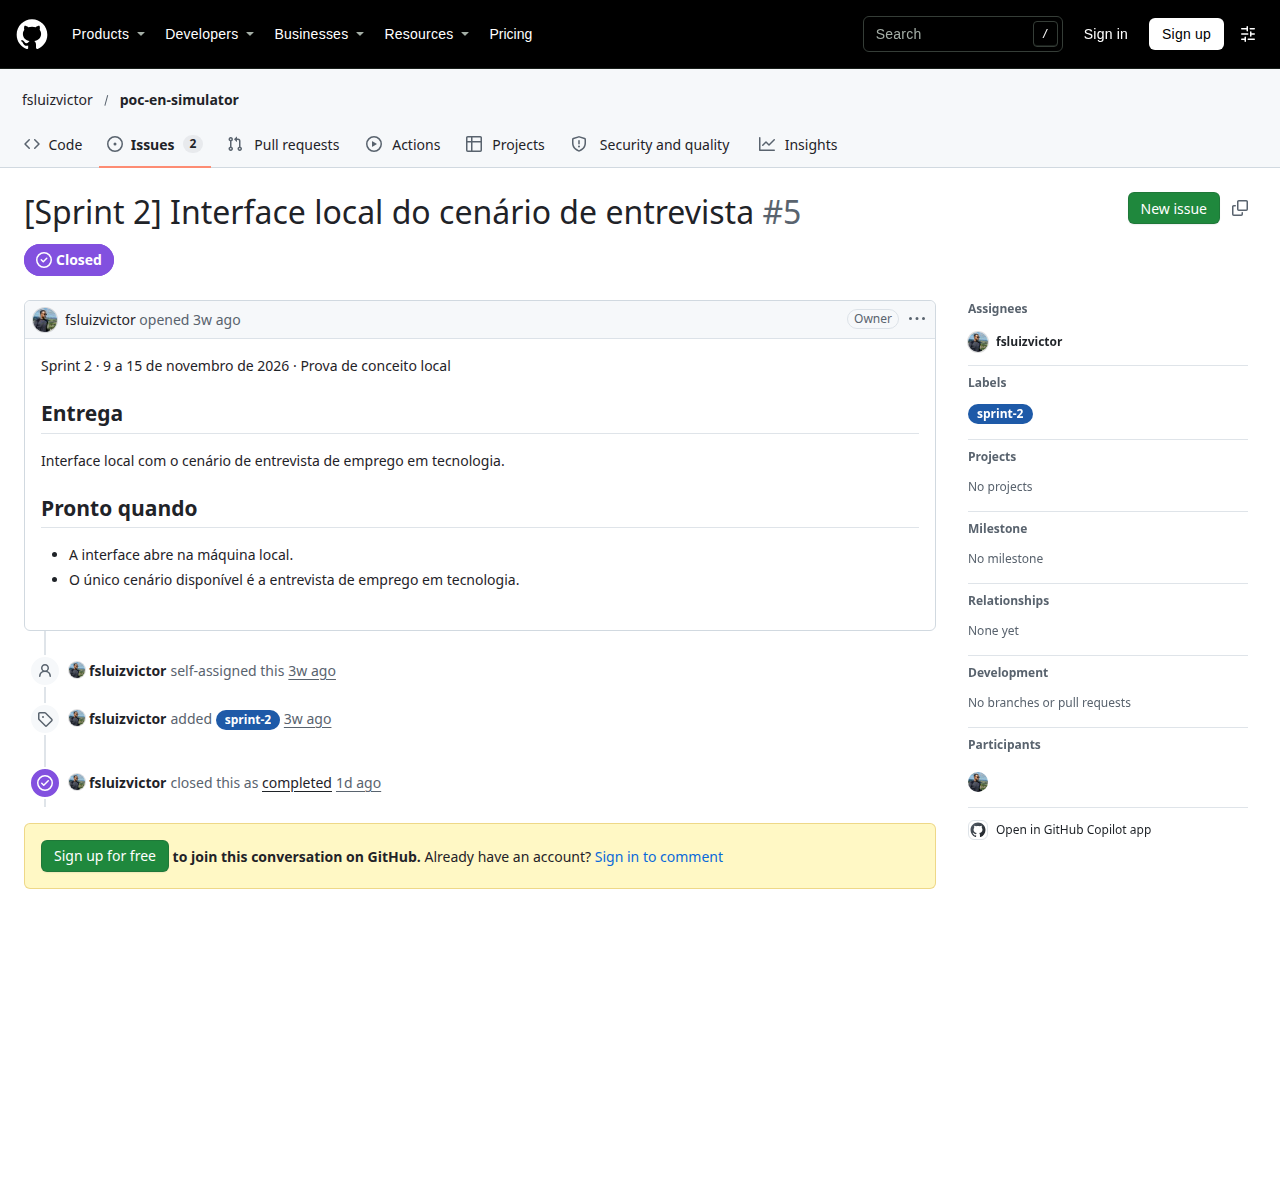 Products Developers Businesses Resources Pricing Search / Sign in Sign up
fsluizvictor / poc-en-simulator
Code Issues 2 Pull requests Actions Projects Security and quality Insights
[Sprint 2] Interface local do cenário de entrevista #5
New issue
Closed
fsluizvictor opened 3w ago Owner
Sprint 2 · 9 a 15 de novembro de 2026 · Prova de conceito local
Entrega
Interface local com o cenário de entrevista de emprego em tecnologia.
Pronto quando
• A interface abre na máquina local.
• O único cenário disponível é a entrevista de emprego em tecnologia.
fsluizvictor self-assigned this 3w ago
fsluizvictor added sprint-2 3w ago
fsluizvictor closed this as completed 1d ago
Sign up for free to join this conversation on GitHub. Already have an account? Sign in to comment
Assignees
fsluizvictor
Labels
sprint-2
Projects
No projects
Milestone
No milestone
Relationships
None yet
Development
No branches or pull requests
Participants
Open in GitHub Copilot app